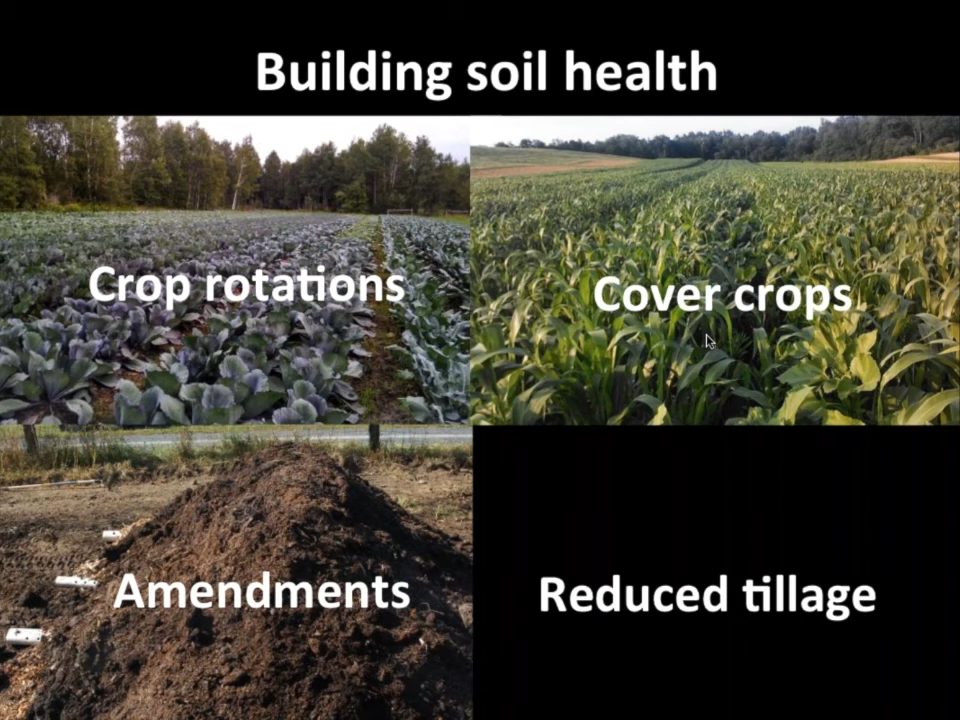 Building soil health
Crop rotations
Cover crops
Amendments
Reduced tillage